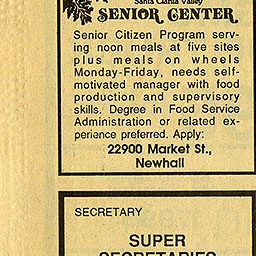 Santa Clarita Valley
SENIOR CENTER
Senior Citizen Program serv-
ing noon meals at five sites
plus meals on wheels
Monday-Friday, needs self-
motivated manager with food
production and supervisory
skills. Degree in Food Service
Administration or related ex-
perience preferred. Apply:
22900 Market St.,
Newhall
SECRETARY
SUPER
SECRETARIES